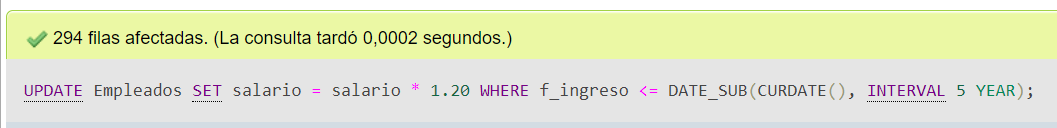 294 filas afectadas. (La consulta tardó 0,0002 segundos.)
UPDATE Empleados SET salario = salario * 1.20 WHERE f_ingreso <= DATE_SUB(CURDATE(), INTERVAL 5 YEAR);